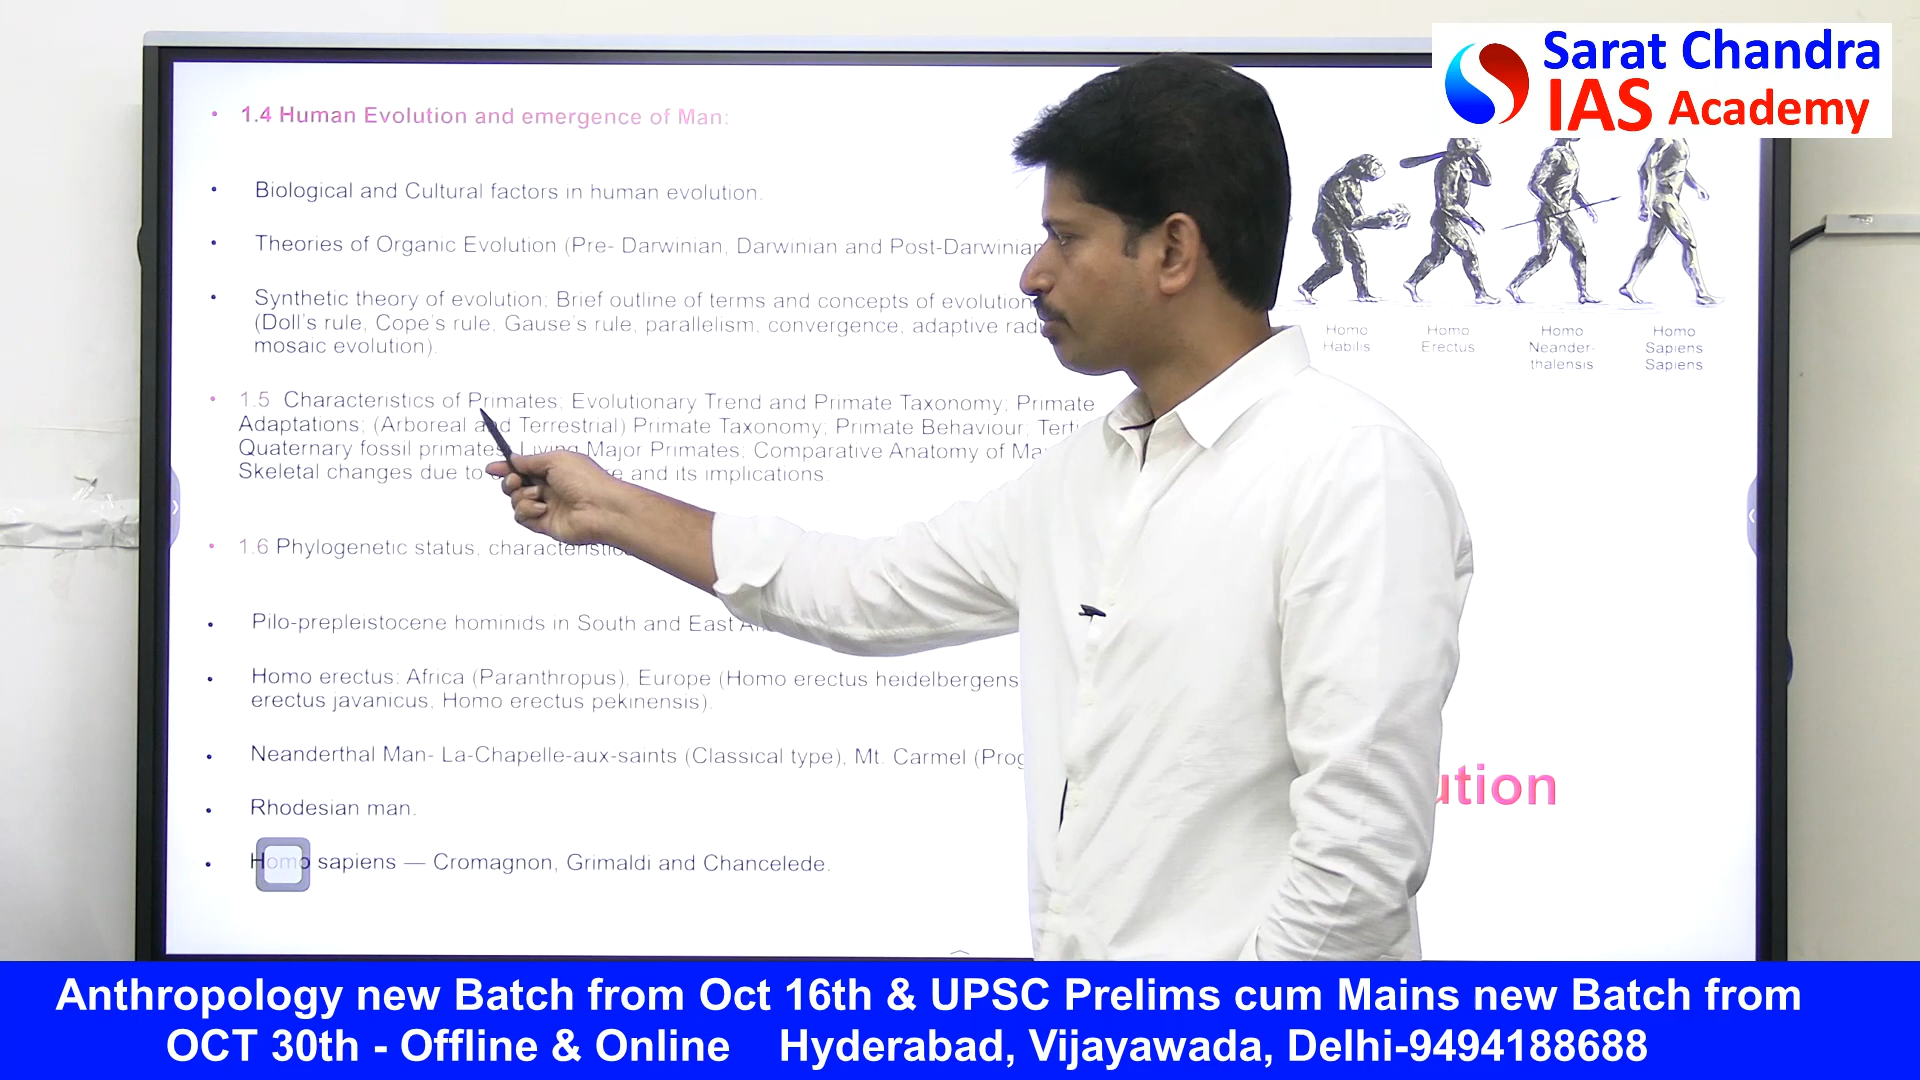 Sarat Chandra
IAS Academy
1.4 Human Evolution and emergence of Man:
Biological and Cultural factors in human evolution.
Theories of Organic Evolution (Pre- Darwinian, Darwinian and Post-Darwinian
Synthetic theory of evolution; Brief outline of terms and concepts of evolution
(Doll's rule, Cope's rule, Gause's rule, parallelism, convergence, adaptive
mosaic evolution).
1.5 Characteristics of Primates; Evolutionary Trend and Primate Taxonomy; Primate
Adaptations; (Arboreal and Terrestrial) Primate Taxonomy; Primate Behaviour;
Quaternary fossil primates; Living Major Primates; Comparative Anatomy of
Skeletal changes due to and its implications.
1.6 Phylogenetic status, characteristics
Pilo-prepleistocene hominids in South and East
Homo erectus: Africa (Paranthropus), Europe (Homo erectus
erectus javanicus, Homo erectus pekinensis).
Neanderthal Man- La-Chapelle-aux-saints (Classical type), Mt. Carmel
Rhodesian man.
Homo sapiens — Cromagnon, Grimaldi and Chancelede.
Homo
Habilis
Homo
Erectus
Homo
Neander-
thalensis
Homo
Sapiens
Sapiens
ution
Anthropology new Batch from Oct 16th & UPSC Prelims cum Mains new Batch from
OCT 30th - Offline & Online Hyderabad, Vijayawada, Delhi-9494188688